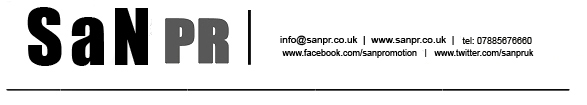 SaN PR
info@sanpr.co.uk | www.sanpr.co.uk | tel: 07885676660
www.facebook.com/sanpromotion | www.twitter.com/sanpruk